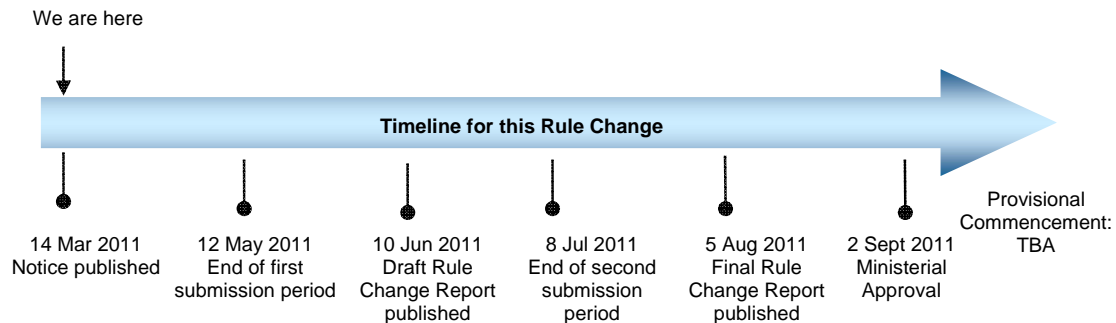 We are here
Timeline for this Rule Change
14 Mar 2011
Notice published
12 May 2011
End of first
submission period
10 Jun 2011
Draft Rule
Change Report
published
8 Jul 2011
End of second
submission
period
5 Aug 2011
Final Rule
Change Report
published
2 Sept 2011
Ministerial
Approval
Provisional
Commencement:
TBA